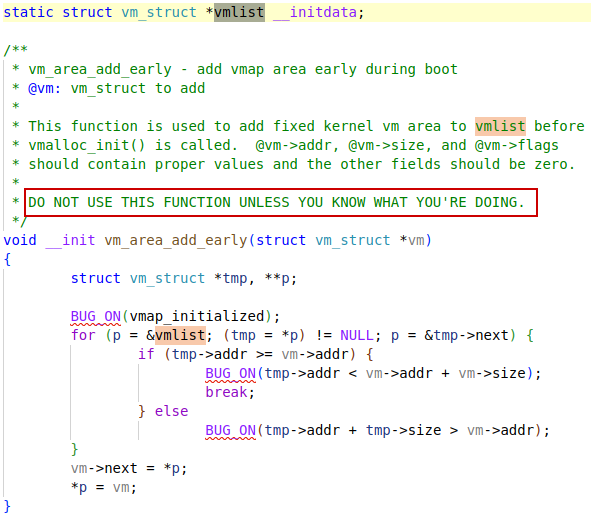 static struct vm_struct *vmlist __initdata;

/**
 * vm_area_add_early - add vmap area early during boot
 * @vm: vm_struct to add
 *
 * This function is used to add fixed kernel vm area to vmlist before
 * vmalloc_init() is called.  @vm->addr, @vm->size, and @vm->flags
 * should contain proper values and the other fields should be zero.
 *
 * DO NOT USE THIS FUNCTION UNLESS YOU KNOW WHAT YOU'RE DOING.
 */
void __init vm_area_add_early(struct vm_struct *vm)
{
        struct vm_struct *tmp, **p;

        BUG_ON(vmap_initialized);
        for (p = &vmlist; (tmp = *p) != NULL; p = &tmp->next) {
                if (tmp->addr >= vm->addr) {
                        BUG_ON(tmp->addr < vm->addr + vm->size);
                        break;
                } else
                        BUG_ON(tmp->addr + tmp->size > vm->addr);
        }
        vm->next = *p;
        *p = vm;
}